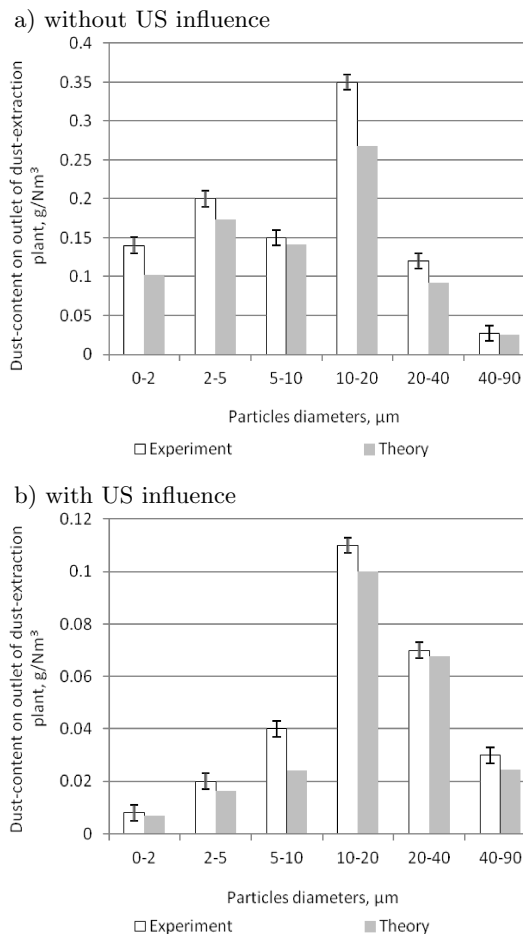 a) without US influence
Dust-content on outlet of dust-extraction
plant, g/Nm³
0.4
0.35
0.3
0.25
0.2
0.15
0.1
0.05
0
0-2 2-5 5-10 10-20 20-40 40-90
Particles diameters, µm
Experiment Theory
b) with US influence
Dust-content on outlet of dust-extraction
plant, g/Nm³
0.12
0.1
0.08
0.06
0.04
0.02
0
0-2 2-5 5-10 10-20 20-40 40-90
Particles diameters, µm
Experiment Theory